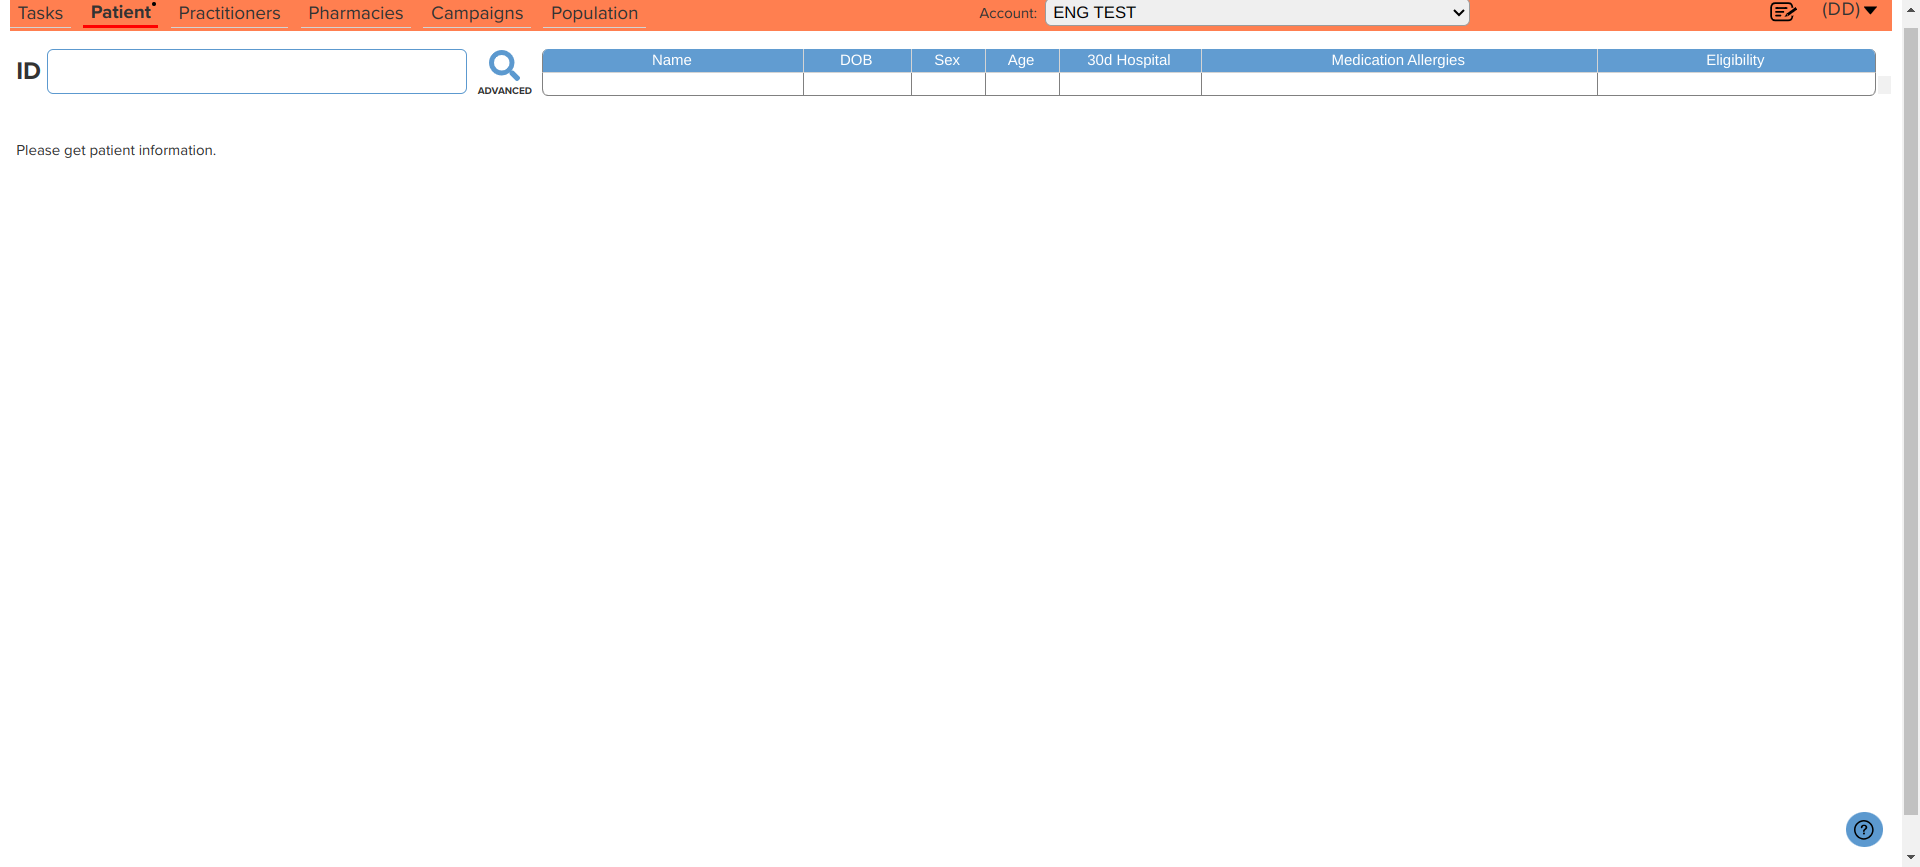 Tasks Patient Practitioners Pharmacies Campaigns Population Account: ENG TEST (DD)
ID ADVANCED Name DOB Sex Age 30d Hospital Medication Allergies Eligibility
Please get patient information.
?